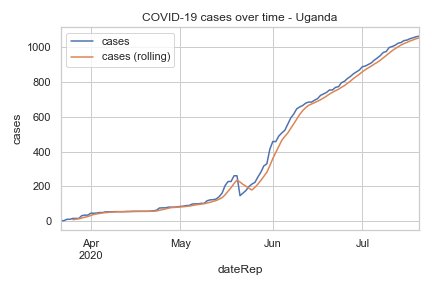 COVID-19 cases over time - Uganda
cases
cases (rolling)
1000
800
600
400
200
0
cases
Apr
2020
May
Jun
Jul
dateRep